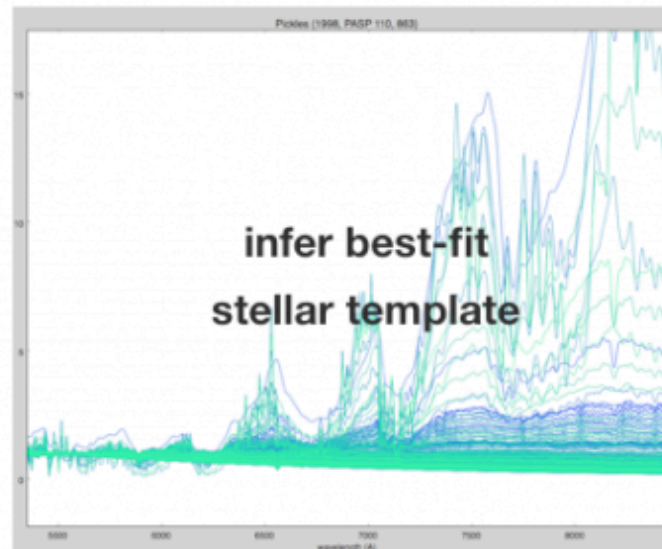 Pickles (1998, PASP 110, 863)
15
10
infer best-fit
stellar template
5
0
5500
6000
6500
7000
7500
8000
wavelength (A)